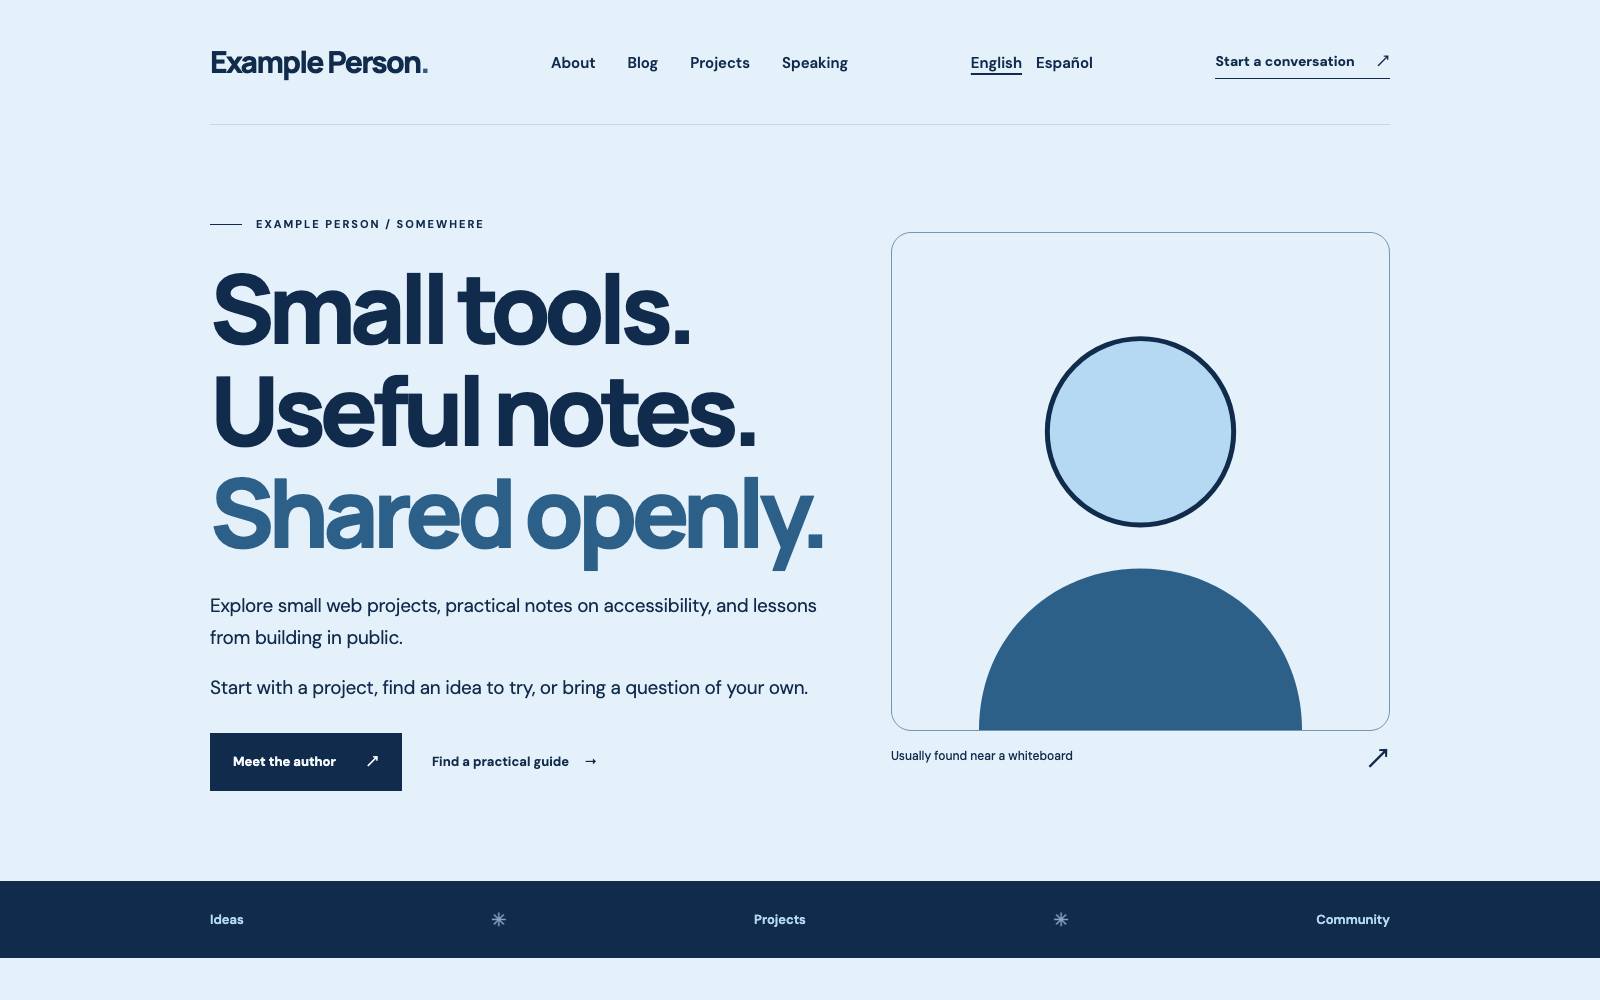 Example Person.
About Blog Projects Speaking
English Español
Start a conversation ↗
EXAMPLE PERSON / SOMEWHERE
Small tools.
Useful notes.
Shared openly.
Explore small web projects, practical notes on accessibility, and lessons
from building in public.
Start with a project, find an idea to try, or bring a question of your own.
Meet the author ↗
Find a practical guide →
Usually found near a whiteboard ↗
Ideas ✳ Projects ✳ Community